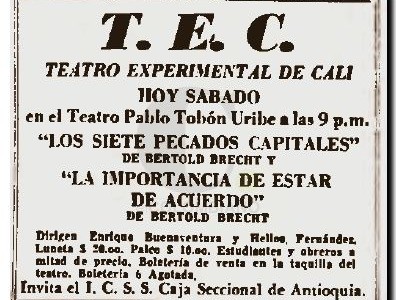 T. E. C.
TEATRO EXPERIMENTAL DE CALI
HOY SABADO
en el Teatro Pablo Tobón Uribe a las 9 p.m.
“LOS SIETE PECADOS CAPITALES”
DE BERTOLD BRECHT Y
“LA IMPORTANCIA DE ESTAR
DE ACUERDO”
DE BERTOLD BRECHT
Dirigen Enrique Buenaventura y Helios, Fernández.
Luneta $ 20.oo. Palco $ 10.oo. Estudiantes y obreros a
mitad de precio. Boletería de venta en la taquilla del
teatro. Boletería 6 Agotada.
Invita el I. C. S. S. Caja Seccional de Antioquia.